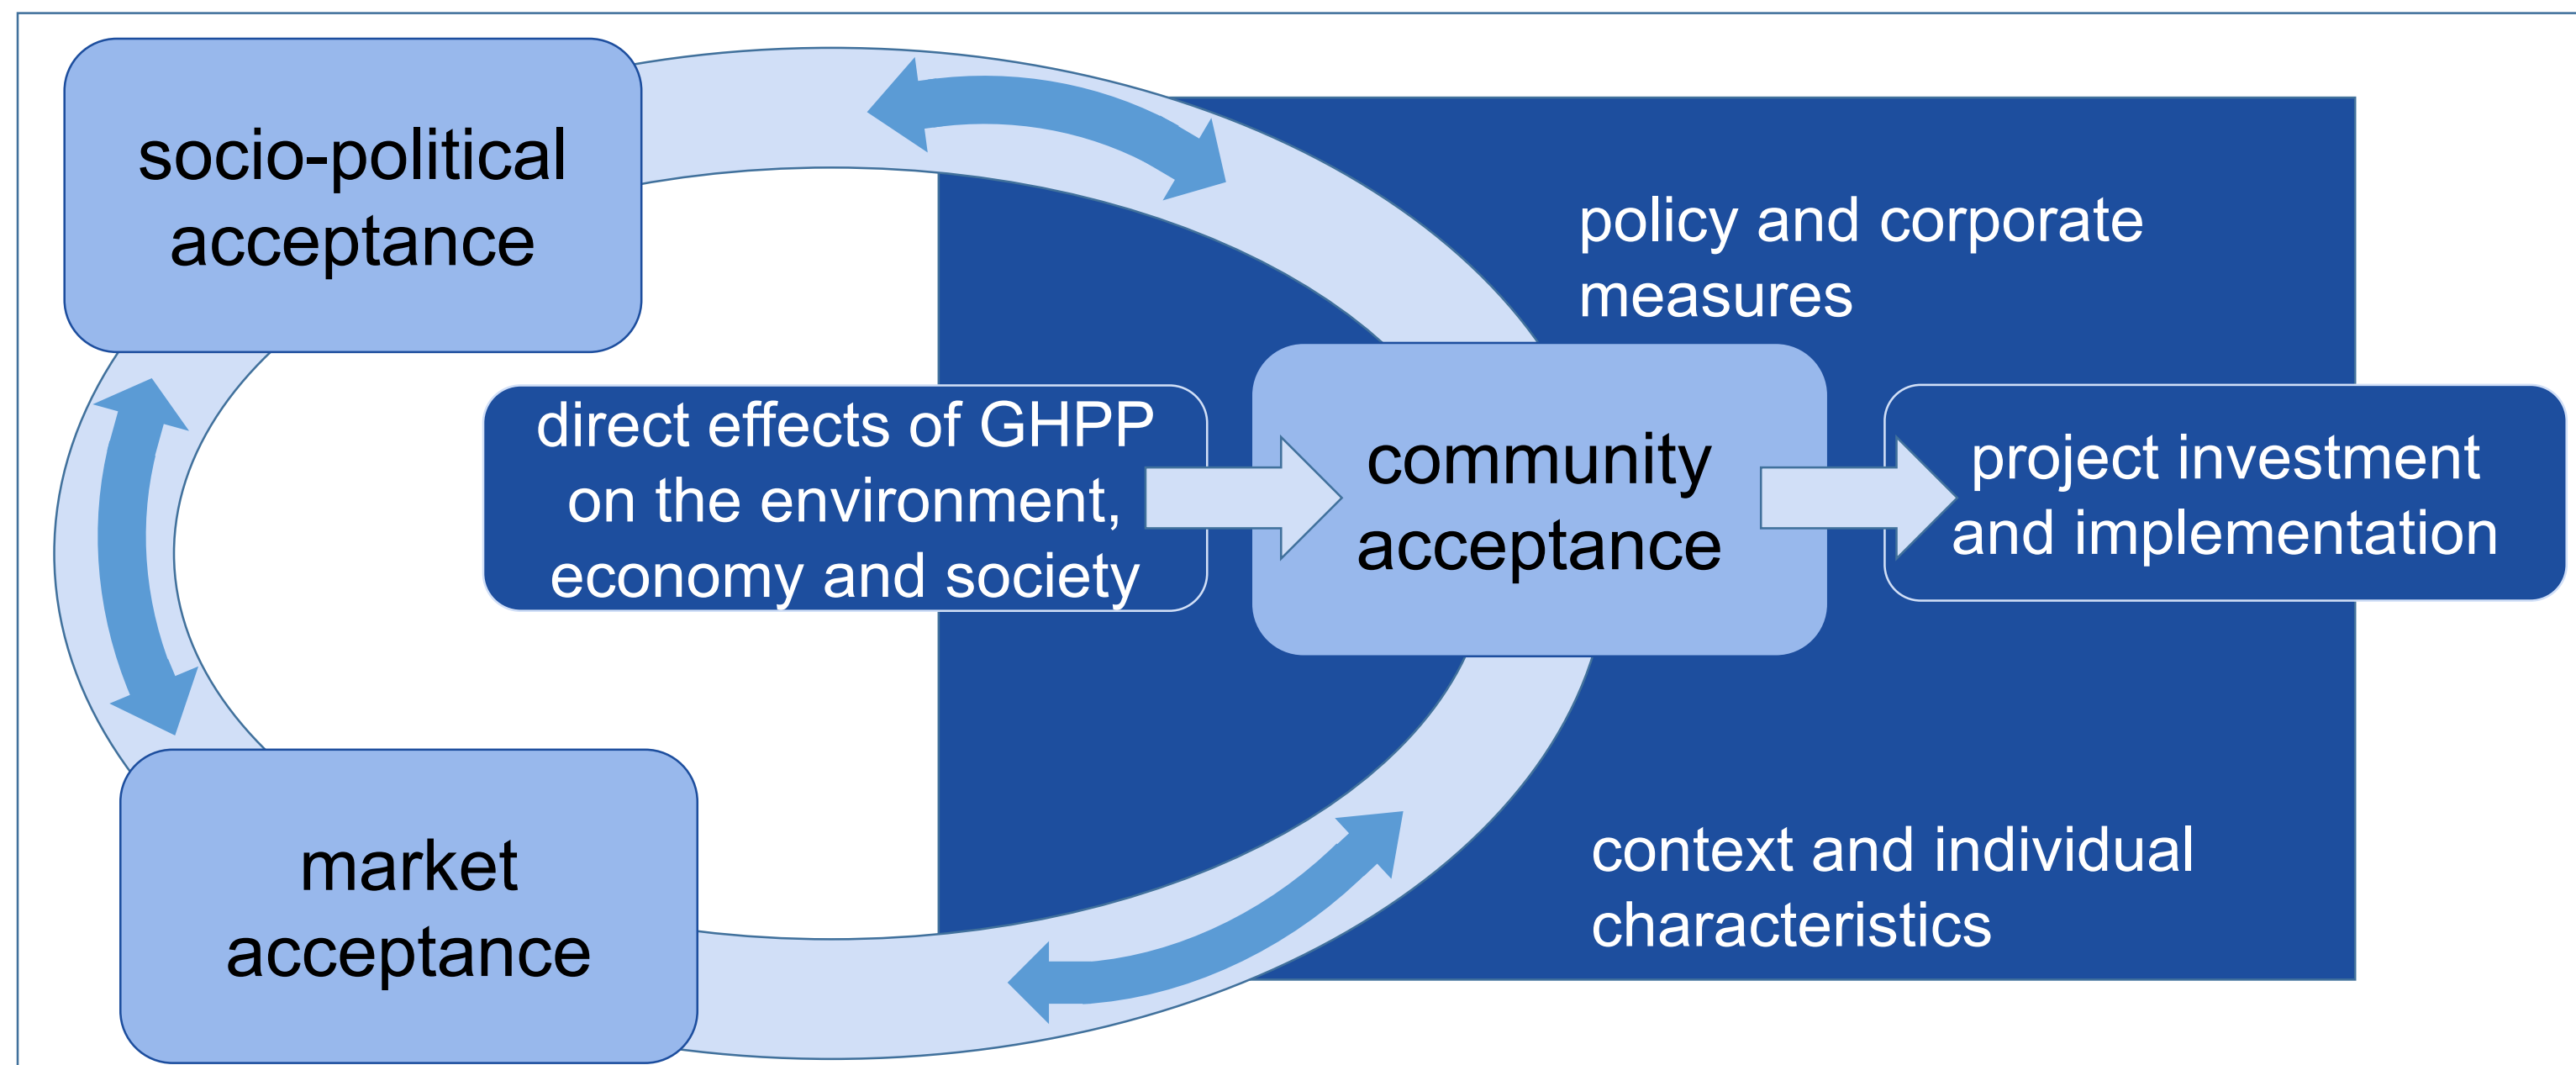 socio-political
acceptance
policy and corporate
measures
direct effects of GHPP
on the environment,
economy and society
community
acceptance
project investment
and implementation
market
acceptance
context and individual
characteristics